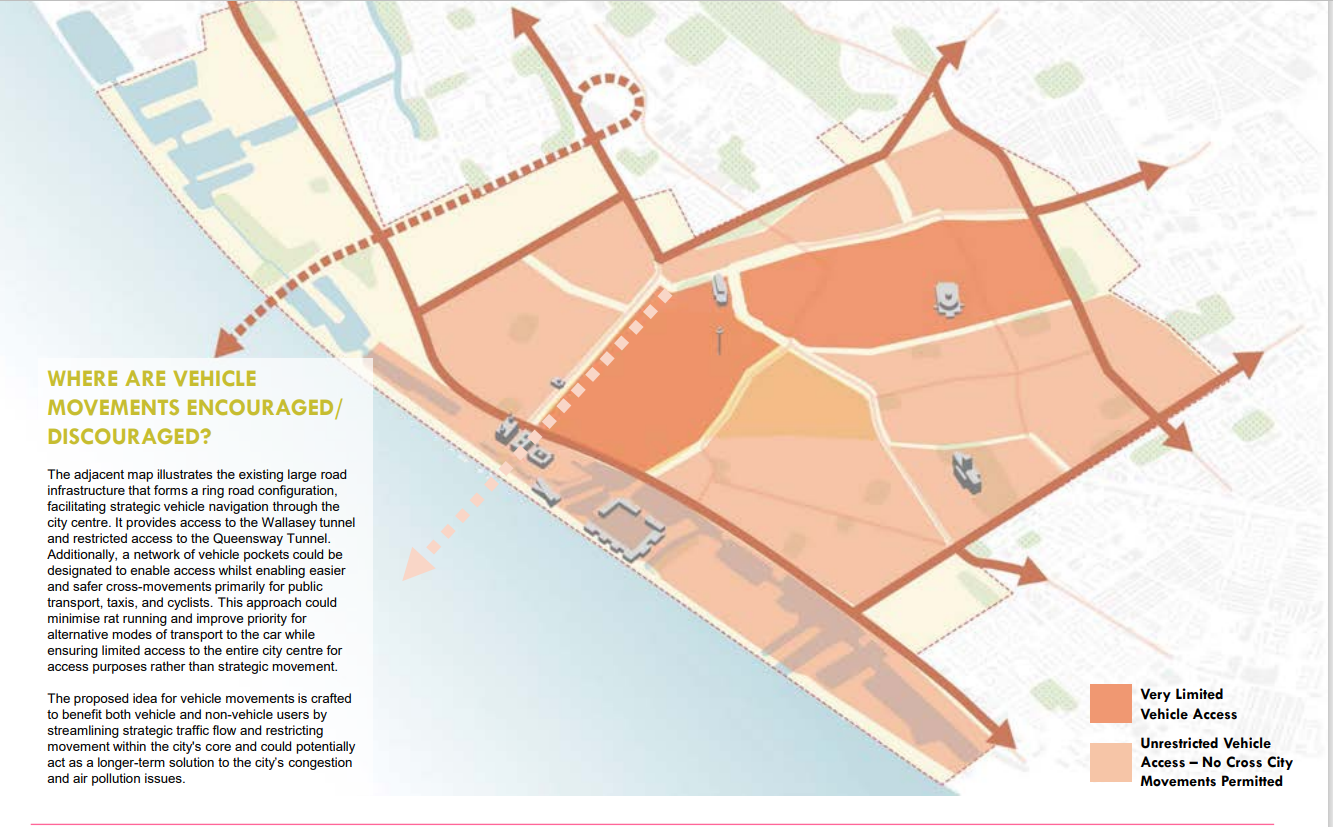 WHERE ARE VEHICLE
MOVEMENTS ENCOURAGED/
DISCOURAGED?
The adjacent map illustrates the existing large road
infrastructure that forms a ring road configuration,
facilitating strategic vehicle navigation through the
city centre. It provides access to the Wallasey tunnel
and restricted access to the Queensway Tunnel.
Additionally, a network of vehicle pockets could be
designated to enable access whilst enabling easier
and safer cross-movements primarily for public
transport, taxis, and cyclists. This approach could
minimise rat running and improve priority for
alternative modes of transport to the car while
ensuring limited access to the entire city centre for
access purposes rather than strategic movement.
The proposed idea for vehicle movements is crafted
to benefit both vehicle and non-vehicle users by
streamlining strategic traffic flow and restricting
movement within the city's core and could potentially
act as a longer-term solution to the city's congestion
and air pollution issues.
Very Limited
Vehicle Access
Unrestricted Vehicle
Access – No Cross City
Movements Permitted